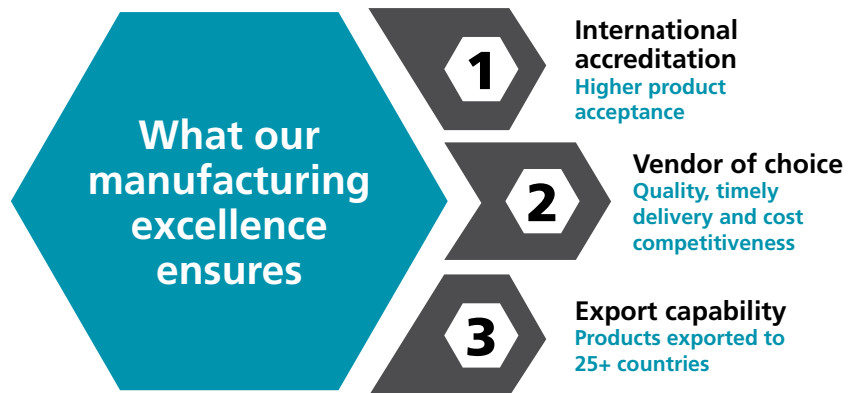 What our
manufacturing
excellence
ensures
1
International
accreditation
Higher product
acceptance
2
Vendor of choice
Quality, timely
delivery and cost
competitiveness
3
Export capability
Products exported to
25+ countries